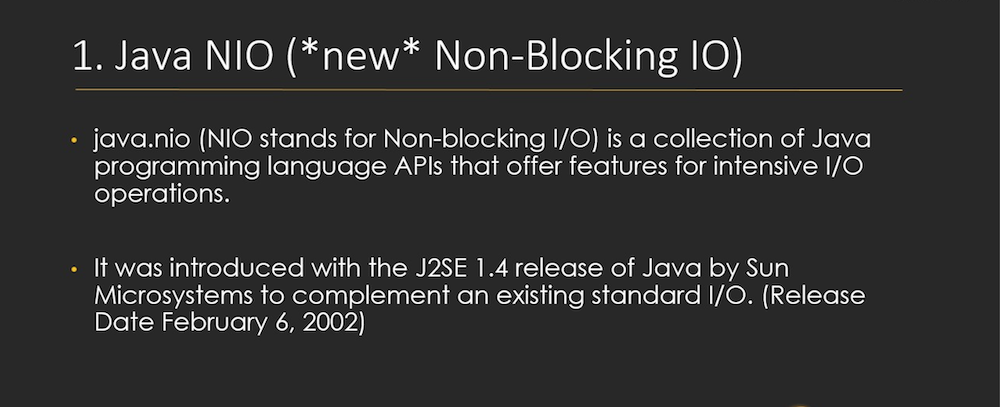 1. Java NIO (*new* Non-Blocking IO)
• java.nio (NIO stands for Non-blocking I/O) is a collection of Java
programming language APIs that offer features for intensive I/O
operations.
• It was introduced with the J2SE 1.4 release of Java by Sun
Microsystems to complement an existing standard I/O. (Release
Date February 6, 2002)